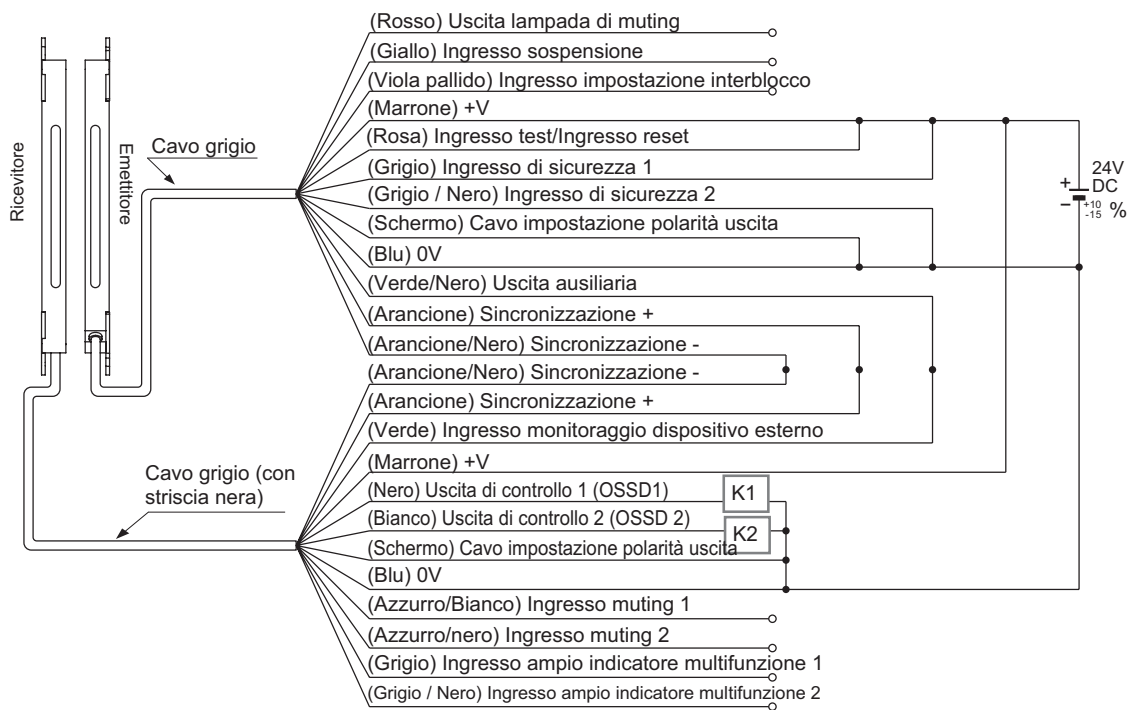 (Rosso) Uscita lampada di muting
(Giallo) Ingresso sospensione
(Viola pallido) Ingresso impostazione interblocco
(Marrone) +V
(Rosa) Ingresso test/Ingresso reset
(Grigio) Ingresso di sicurezza 1
(Grigio / Nero) Ingresso di sicurezza 2
(Schermo) Cavo impostazione polarità uscita
(Blu) 0V
(Verde/Nero) Uscita ausiliaria
(Arancione) Sincronizzazione +
(Arancione/Nero) Sincronizzazione -
(Arancione/Nero) Sincronizzazione -
(Arancione) Sincronizzazione +
(Verde) Ingresso monitoraggio dispositivo esterno
(Marrone) +V
(Nero) Uscita di controllo 1 (OSSD1)
(Bianco) Uscita di controllo 2 (OSSD 2)
(Schermo) Cavo impostazione polarità uscita
(Blu) 0V
(Azzurro/Bianco) Ingresso muting 1
(Azzurro/nero) Ingresso muting 2
(Grigio) Ingresso ampio indicatore multifunzione 1
(Grigio / Nero) Ingresso ampio indicatore multifunzione 2
Ricevitore
Emettitore
Cavo grigio
Cavo grigio (con
striscia nera)
K1
K2
24V
DC
+
-
+10
-15 %